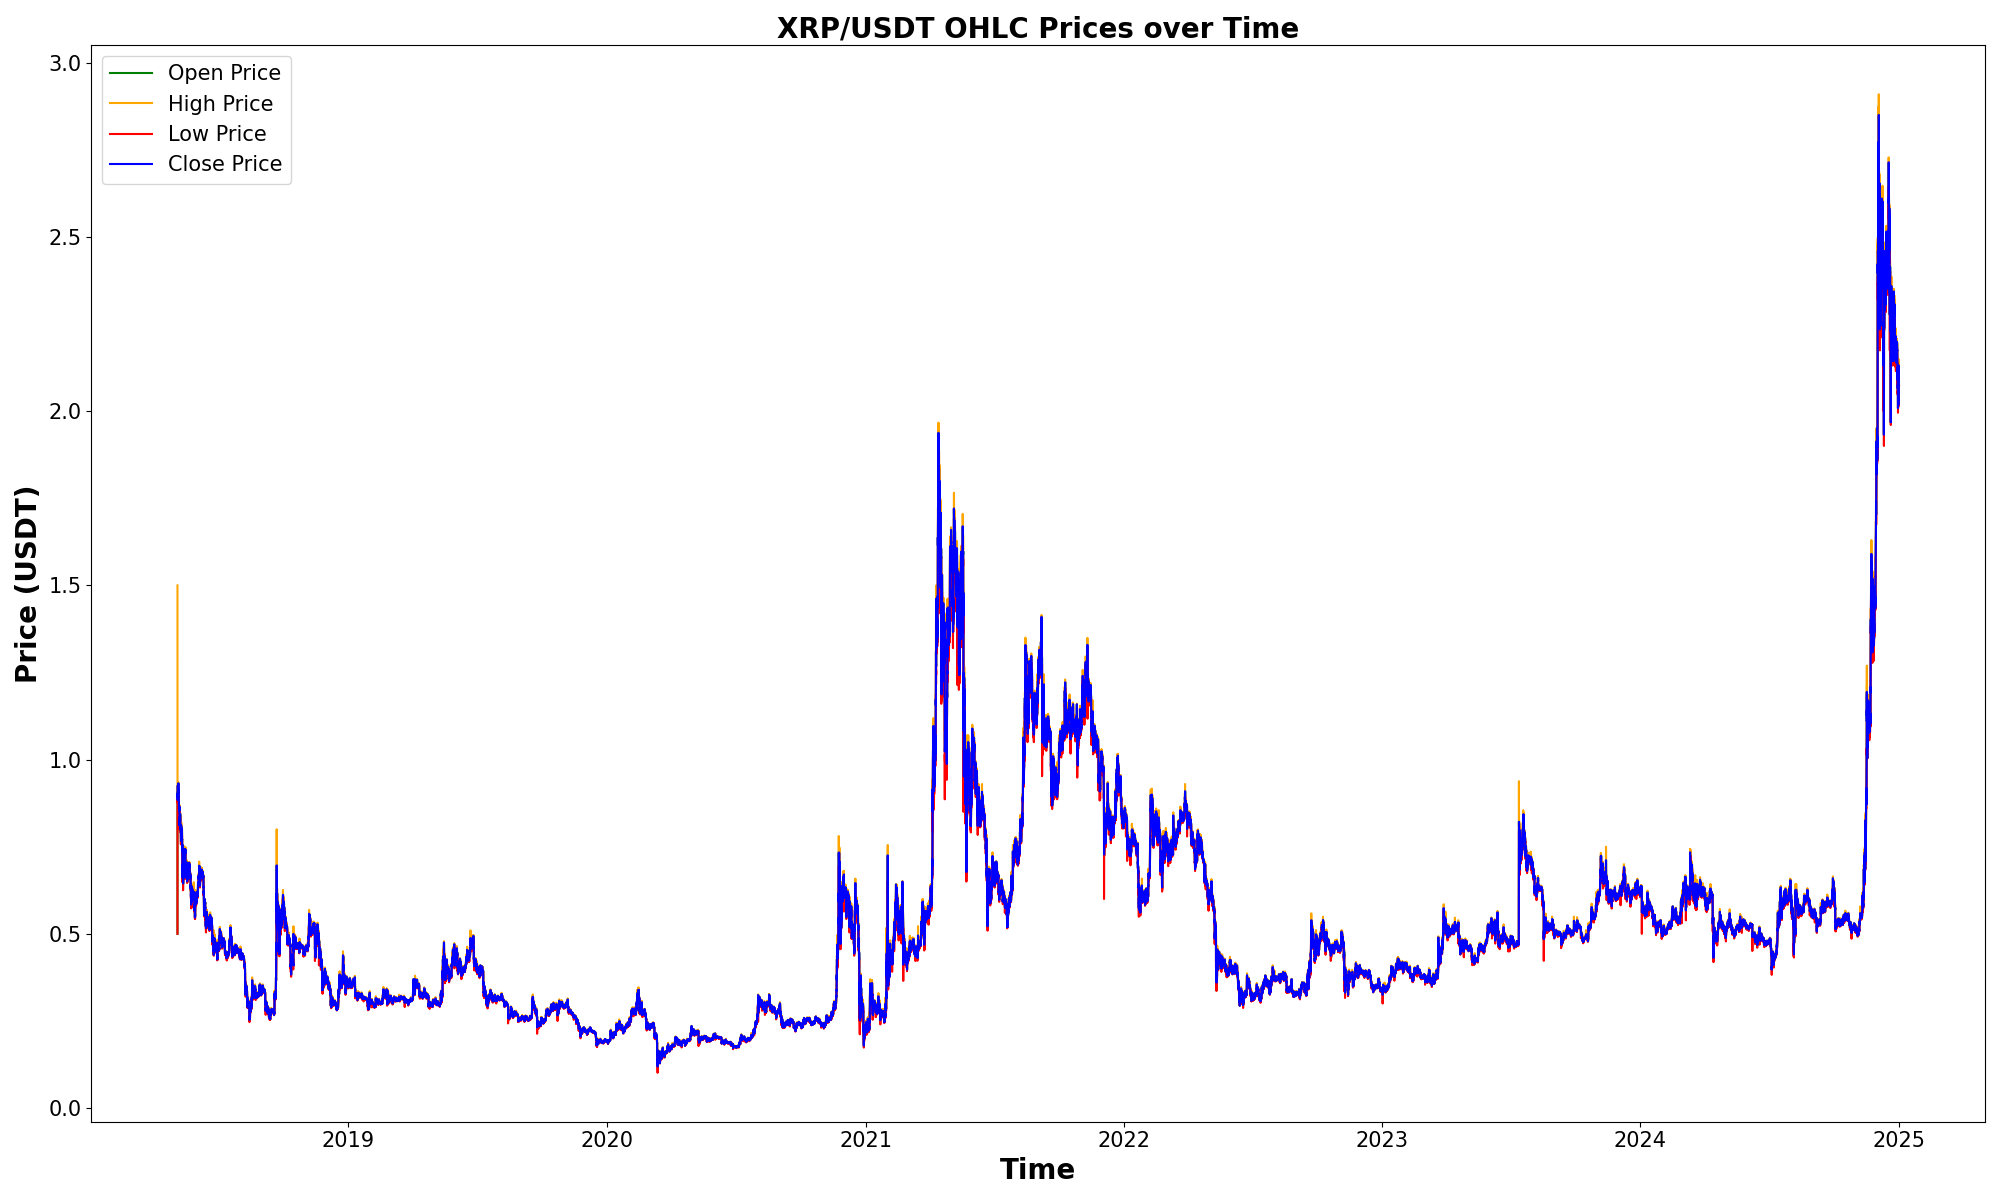 XRP/USDT OHLC Prices over Time
Open Price
High Price
Low Price
Close Price
Price (USDT)
3.0
2.5
2.0
1.5
1.0
0.5
0.0
2019
2020
2021
2022
2023
2024
2025
Time